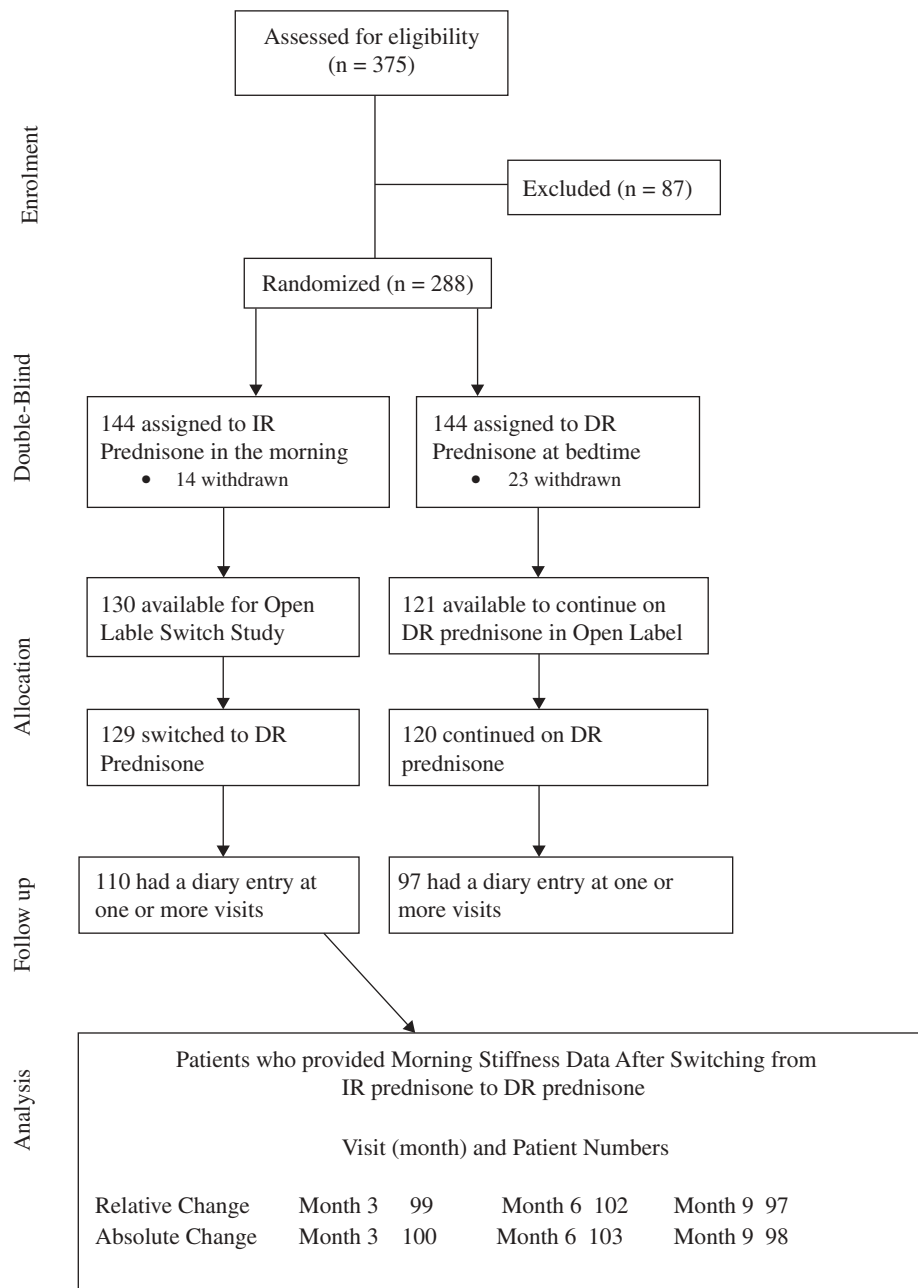 Assessed for eligibility
(n = 375)
Enrolment
Excluded (n = 87)
Randomized (n = 288)
Double-Blind
144 assigned to IR
Prednisone in the morning
• 14 withdrawn
144 assigned to DR
Prednisone at bedtime
• 23 withdrawn
Allocation
130 available for Open
Lable Switch Study
121 available to continue on
DR prednisone in Open Label
129 switched to DR
Prednisone
120 continued on DR
prednisone
Follow up
110 had a diary entry at
one or more visits
97 had a diary entry at one or
more visits
Analysis
Patients who provided Morning Stiffness Data After Switching from
IR prednisone to DR prednisone
Visit (month) and Patient Numbers
Relative Change Month 3 99 Month 6 102 Month 9 97
Absolute Change Month 3 100 Month 6 103 Month 9 98